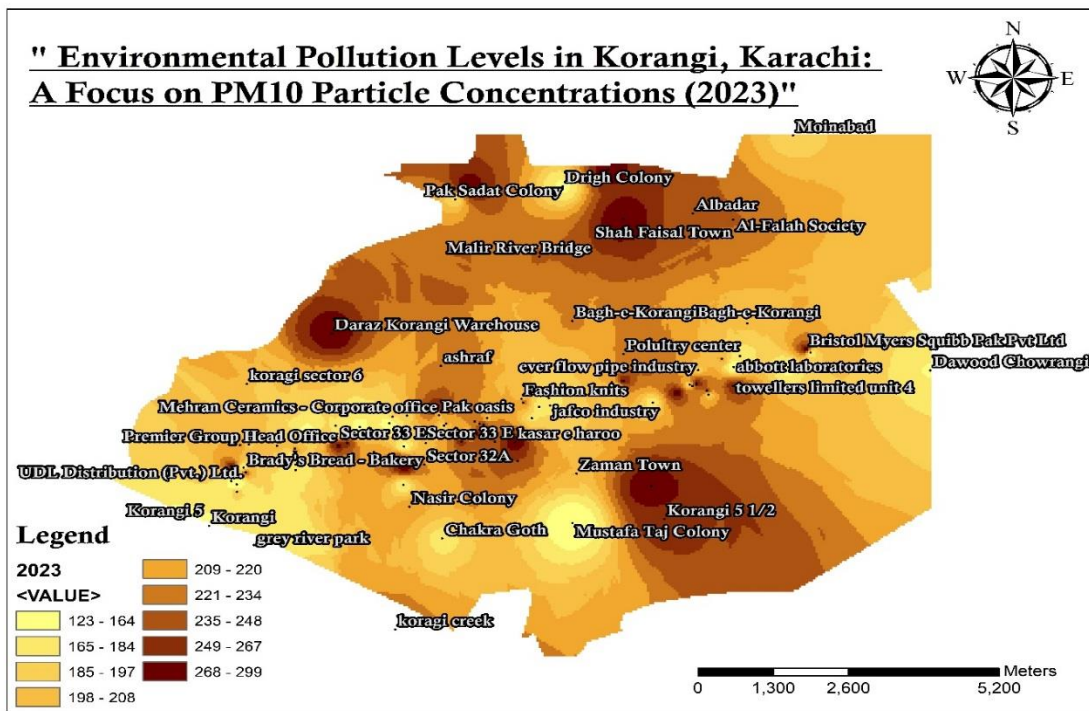 " Environmental Pollution Levels in Korangi, Karachi:
A Focus on PM10 Particle Concentrations (2023)"
N
W E
S
Moinabad
Drigh Colony
Pak Sadat Colony
Albadar
Al-Falah Society
Shah Faisal Town
Malir River Bridge
Bagh-e-KorangiBagh-e-Korangi
Daraz Korangi Warehouse
Bristol Myers Squibb Pak Pvt Ltd
Polultry center
ashraf
Dawood Chowrangi
ever flow pipe industry
abbott laboratories
koragi sector 6
Fashion knits
towellers limited unit 4
Mehran Ceramics - Corporate office Pak oasis
jafco industry
Premier Group Head Office
Sector 33 ESector 33 E
kasar e haroo
Brady's Bread - Bakery
Sector 32A
UDL Distribution (Pvt.) Ltd.
Zaman Town
Nasir Colony
Korangi 5
Korangi
Korangi 5 1/2
grey river park
Chakra Goth
Mustafa Taj Colony
koragi creek
Legend
2023
<VALUE>
123 - 164
165 - 184
185 - 197
198 - 208
209 - 220
221 - 234
235 - 248
249 - 267
268 - 299
Meters
0 1,300 2,600 5,200